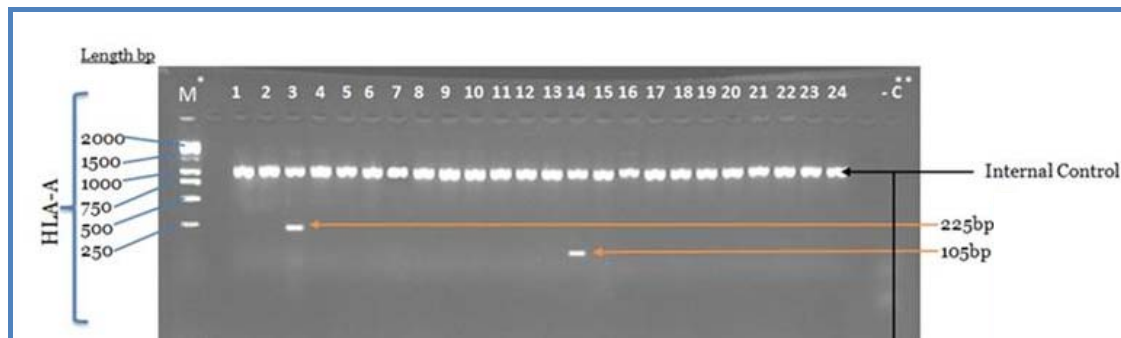 Length bp
M* 1 2 3 4 5 6 7 8 9 10 11 12 13 14 15 16 17 18 19 20 21 22 23 24 - C**
2000
1500
1000
750
500
250
HLA-A
Internal Control
225bp
105bp